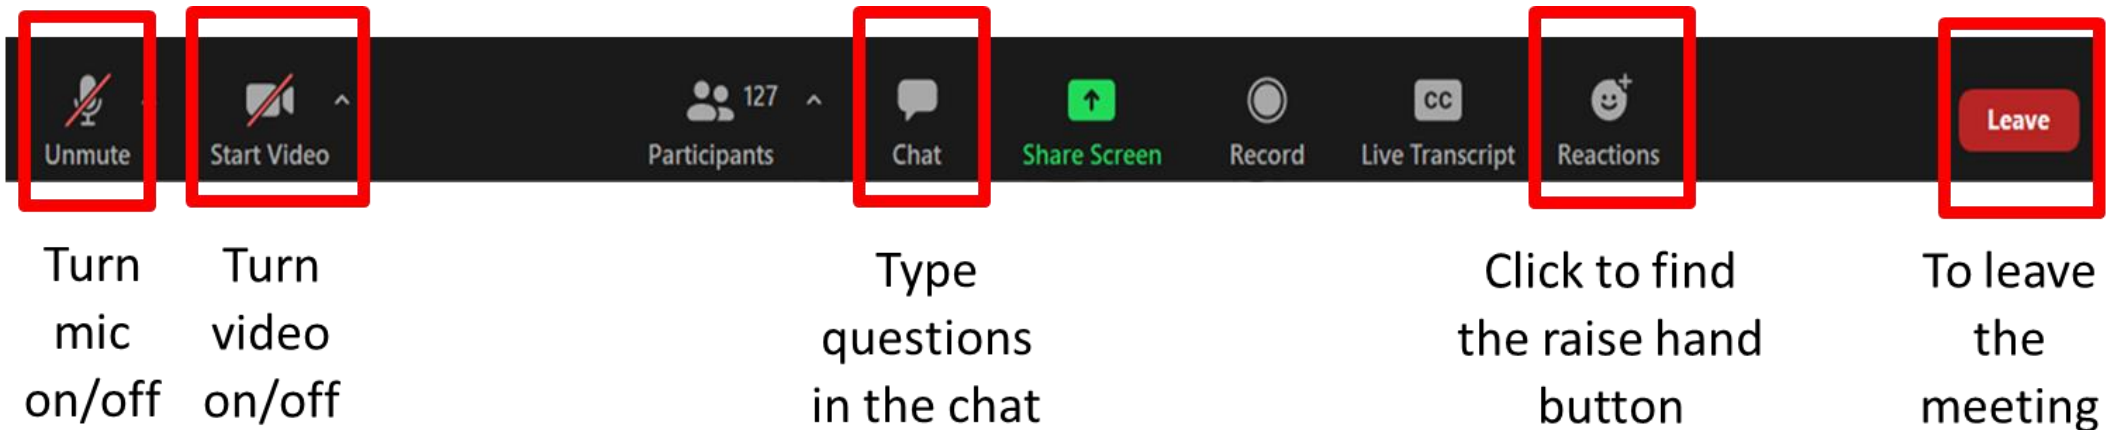 127
CC
Unmute
Start Video
Participants
Chat
Share Screen
Record
Live Transcript
Reactions
Leave
Turn
mic
on/off
Turn
video
on/off
Type
questions
in the chat
Click to find
the raise hand
button
To leave
the
meeting